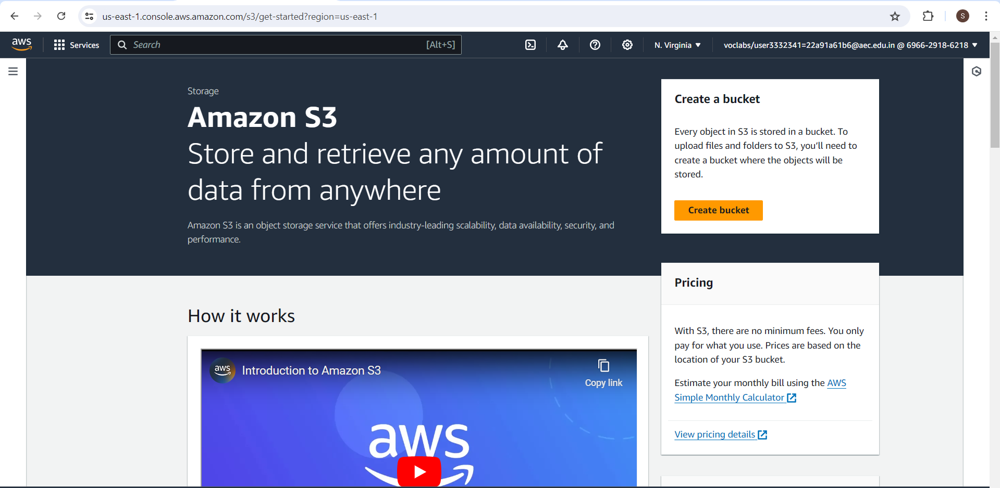 us-east-1.console.aws.amazon.com/s3/get-started?region=us-east-1
S
aws
Services
Search
[Alt+S]
N. Virginia
voclabs/user3332341=22a91a61b6@aec.edu.in @ 6966-2918-6218
Storage
Amazon S3
Store and retrieve any amount of
data from anywhere
Amazon S3 is an object storage service that offers industry-leading scalability, data availability, security, and
performance.
Create a bucket
Every object in S3 is stored in a bucket. To
upload files and folders to S3, you’ll need to
create a bucket where the objects will be
stored.
Create bucket
How it works
aws
Introduction to Amazon S3
Copy link
aws
Pricing
With S3, there are no minimum fees. You only
pay for what you use. Prices are based on the
location of your S3 bucket.
Estimate your monthly bill using the AWS
Simple Monthly Calculator
View pricing details